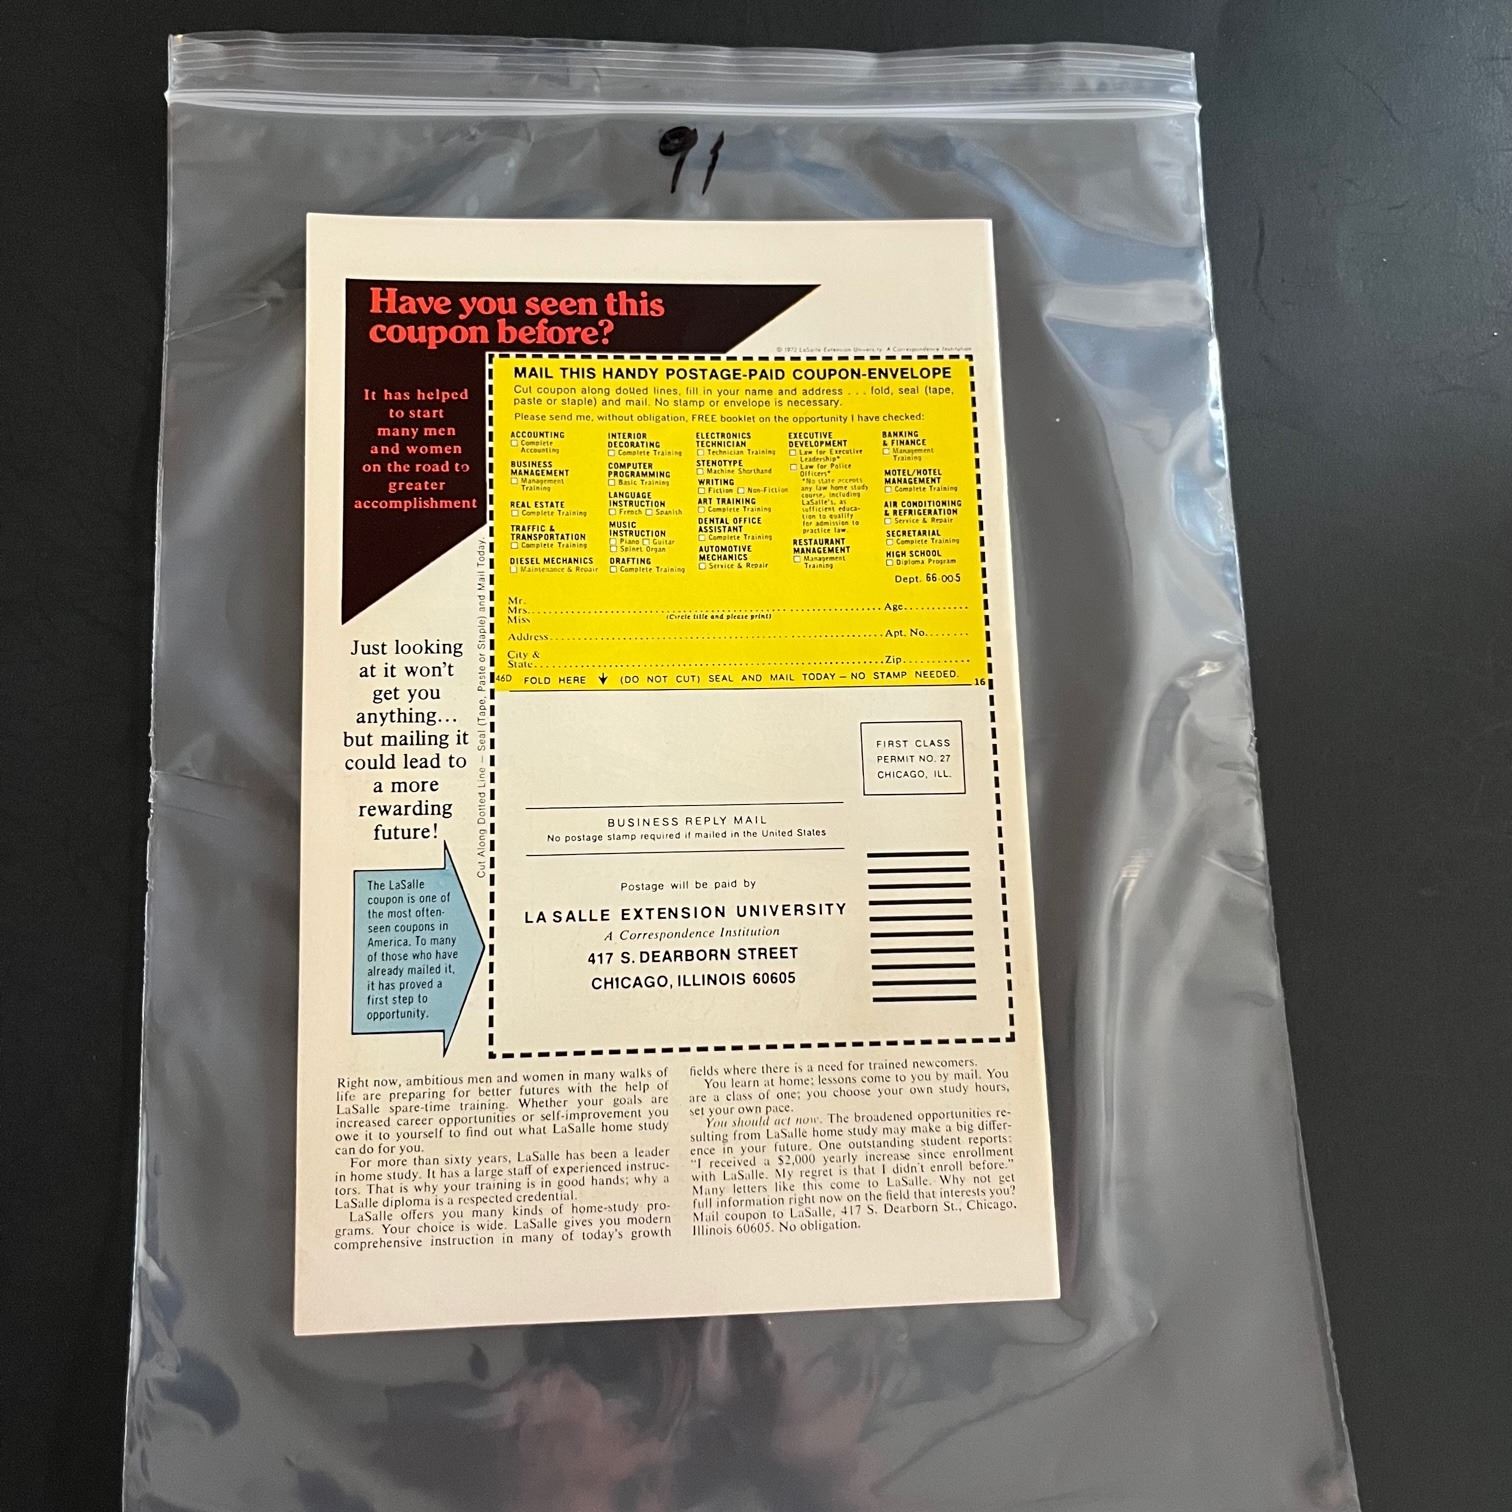 91
Have you seen this
coupon before?
It has helped
to start
many men
and women
on the road to
greater
accomplishment
Just looking
at it won't
get you
anything...
but mailing it
could lead to
a more
rewarding
future!
The LaSalle
coupon is one of
the most often-
seen coupons in
America. To many
of those who have
already mailed it,
it has proved a
first step to
opportunity.
Cut Along Dotted Line — Seal (Tape, Paste or Staple) and Mail Today.
© 1972 LaSalle Extension University A Correspondence Institution
MAIL THIS HANDY POSTAGE-PAID COUPON-ENVELOPE
Cut coupon along dotted lines, fill in your name and address . . . fold, seal (tape,
paste or staple) and mail. No stamp or envelope is necessary.
Please send me, without obligation, FREE booklet on the opportunity I have checked:
ACCOUNTING
Complete
Accounting
BUSINESS
MANAGEMENT
Management
Training
REAL ESTATE
Complete Training
TRAFFIC &
TRANSPORTATION
Complete Training
DIESEL MECHANICS
Maintenance & Repair
INTERIOR
DECORATING
Complete Training
COMPUTER
PROGRAMMING
Basic Training
LANGUAGE
INSTRUCTION
French Spanish
MUSIC
INSTRUCTION
Piano Guitar
Spinet Organ
DRAFTING
Complete Training
ELECTRONICS
TECHNICIAN
Technician Training
STENOTYPE
Machine Shorthand
WRITING
Fiction Non-Fiction
ART TRAINING
Complete Training
DENTAL OFFICE
ASSISTANT
Complete Training
AUTOMOTIVE
MECHANICS
Service & Repair
EXECUTIVE
DEVELOPMENT
Law for Executive
Leadership*
Law for Police
Officers*
*No state accepts
any law home study
course, including
LaSalle's, as
sufficient educa-
tion to qualify
for admission to
practice law.
RESTAURANT
MANAGEMENT
Management
Training
BANKING
& FINANCE
Management
Training
MOTEL/HOTEL
MANAGEMENT
Complete Training
AIR CONDITIONING
& REFRIGERATION
Service & Repair
SECRETARIAL
Complete Training
HIGH SCHOOL
Diploma Program
Dept. 66-005
Mr.
Mrs. Age
Miss (Circle title and please print)
Address Apt. No.
City &
State Zip
46D FOLD HERE ↓ (DO NOT CUT) SEAL AND MAIL TODAY — NO STAMP NEEDED.
16
FIRST CLASS
PERMIT NO. 27
CHICAGO, ILL.
BUSINESS REPLY MAIL
No postage stamp required if mailed in the United States
Postage will be paid by
LA SALLE EXTENSION UNIVERSITY
A Correspondence Institution
417 S. DEARBORN STREET
CHICAGO, ILLINOIS 60605
Right now, ambitious men and women in many walks of
life are preparing for better futures with the help of
LaSalle spare-time training. Whether your goals are
increased career opportunities or self-improvement you
owe it to yourself to find out what LaSalle home study
can do for you.
For more than sixty years, LaSalle has been a leader
in home study. It has a large staff of experienced instruc-
tors. That is why your training is in good hands; why a
LaSalle diploma is a respected credential.
LaSalle offers you many kinds of home-study pro-
grams. Your choice is wide. LaSalle gives you modern
comprehensive instruction in many of today's growth
fields where there is a need for trained newcomers.
You learn at home; lessons come to you by mail. You
are a class of one; you choose your own study hours,
set your own pace.
You should act now. The broadened opportunities re-
sulting from LaSalle home study may make a big differ-
ence in your future. One outstanding student reports:
"I received a $2,000 yearly increase since enrollment
with LaSalle. My regret is that I didn't enroll before."
Many letters like this come to LaSalle. Why not get
full information right now on the field that interests you?
Mail coupon to LaSalle, 417 S. Dearborn St., Chicago,
Illinois 60605. No obligation.